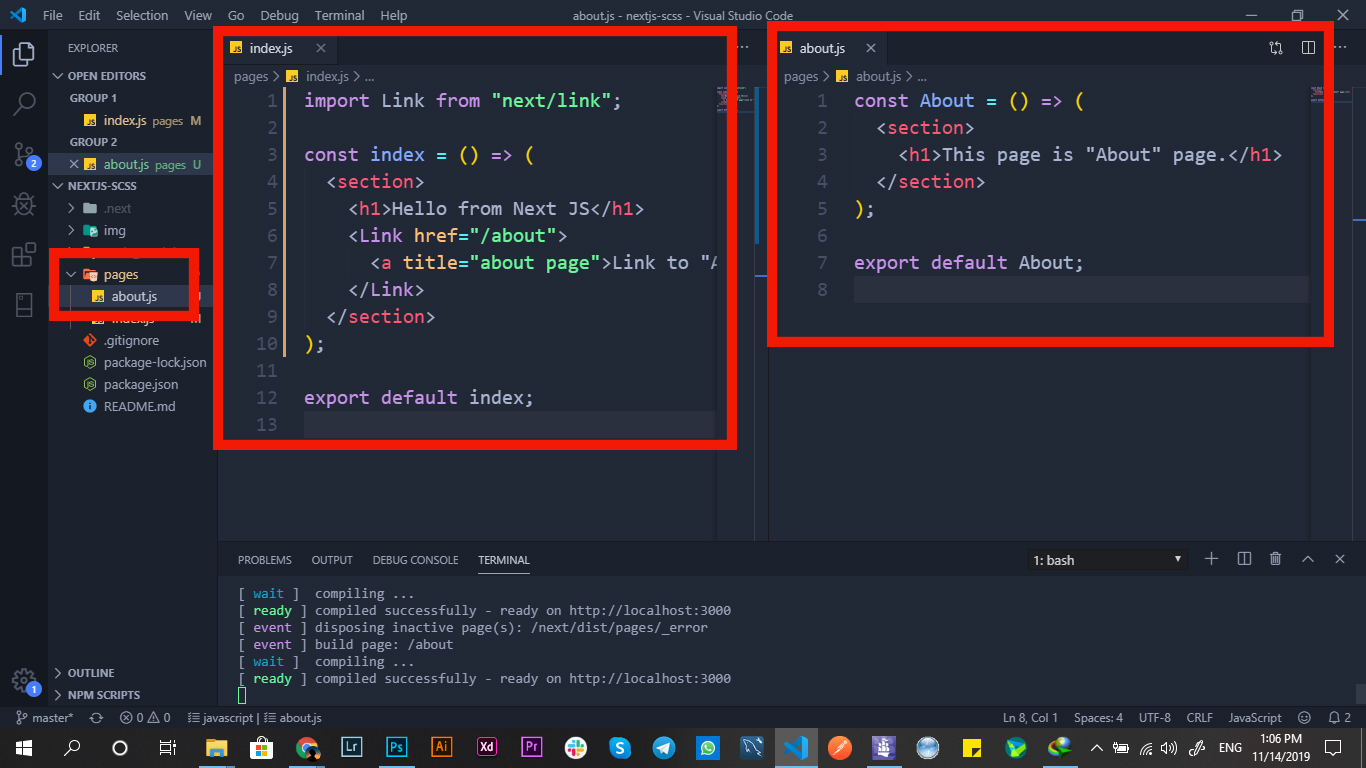 File Edit Selection View Go Debug Terminal Help about.js - nextjs-scss - Visual Studio Code
EXPLORER
OPEN EDITORS
GROUP 1
JS index.js pages M
GROUP 2
JS about.js pages U
NEXTJS-SCSS
.next
img
pages
JS about.js
index.js M
.gitignore
package-lock.json
package.json
README.md
OUTLINE
NPM SCRIPTS
2
1
JS index.js
pages > JS index.js > ...
1 import Link from "next/link";
2
3 const index = () => (
4 <section>
5 <h1>Hello from Next JS</h1>
6 <Link href="/about">
7 <a title="about page">Link to "A
8 </Link>
9 </section>
10 );
11
12 export default index;
13
JS about.js
pages > JS about.js > ...
1 const About = () => (
2 <section>
3 <h1>This page is "About" page.</h1>
4 </section>
5 );
6
7 export default About;
8
PROBLEMS OUTPUT DEBUG CONSOLE TERMINAL 1: bash
[ wait ] compiling ...
[ ready ] compiled successfully - ready on http://localhost:3000
[ event ] disposing inactive page(s): /next/dist/pages/_error
[ event ] build page: /about
[ wait ] compiling ...
[ ready ] compiled successfully - ready on http://localhost:3000
master* 0 0 javascript | about.js Ln 8, Col 1 Spaces: 4 UTF-8 CRLF JavaScript 2
Lr Ps Ai Xd Pr ENG 1:06 PM
11/14/2019